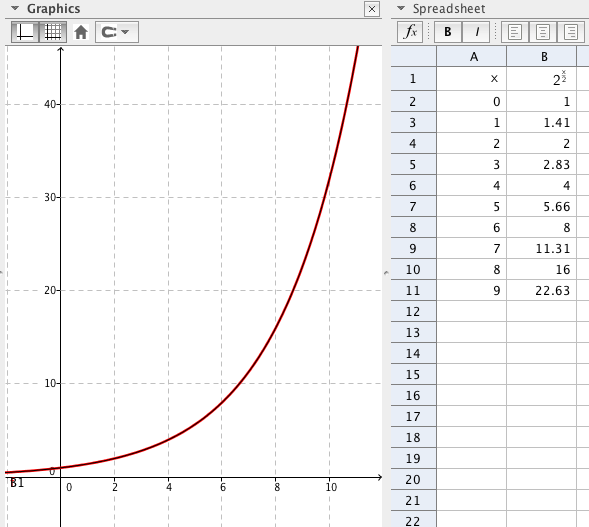 Graphics
40
30
20
10
0
0 2 4 6 8 10
B1
Spreadsheet
fx B I
A B
1 x 2^(x/2)
2 0 1
3 1 1.41
4 2 2
5 3 2.83
6 4 4
7 5 5.66
8 6 8
9 7 11.31
10 8 16
11 9 22.63
12
13
14
15
16
17
18
19
20
21
22